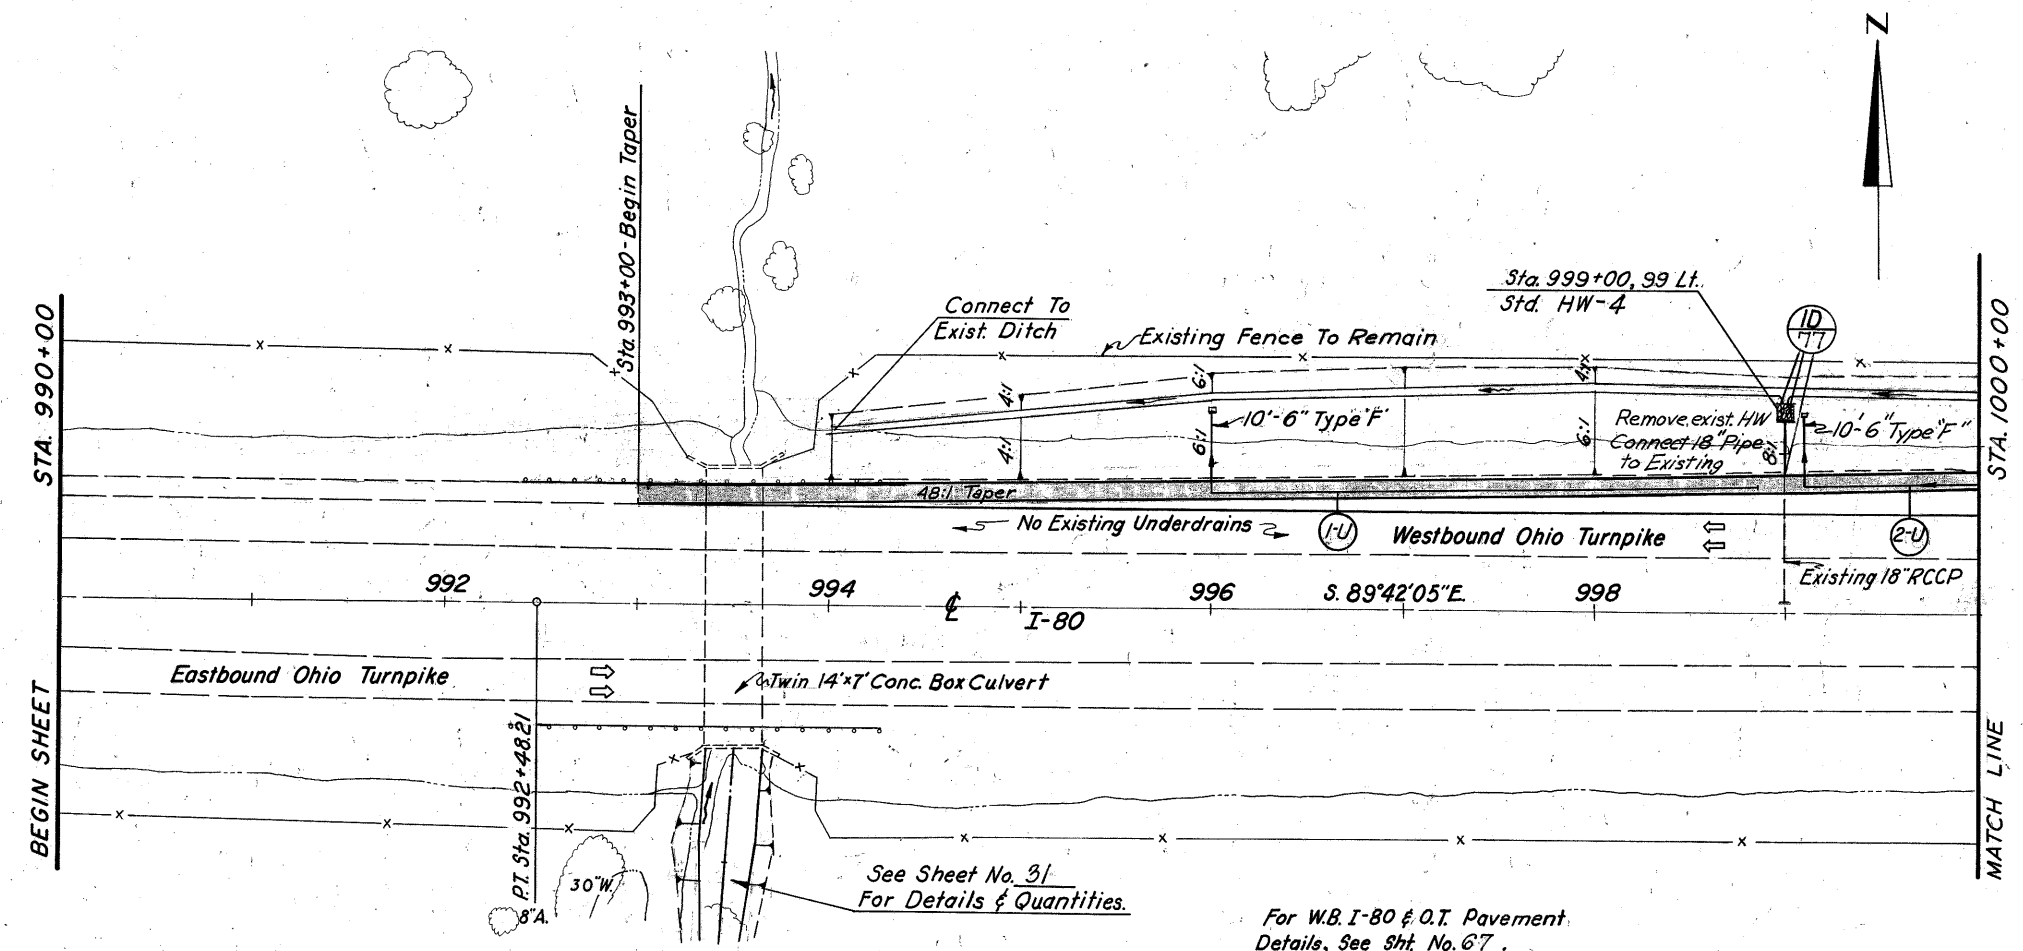 N
Sta. 993+00 - Begin Taper
STA. 990+00
Connect To
Exist. Ditch
Existing Fence To Remain
Sta. 999+00, 99 Lt.
Std. HW-4
1D
77
STA. 1000+00
4:1
6:1
4:1
4:1
6:1
6:1
8:1
10'-6" Type "F"
Remove exist. HW
Connect 18" Pipe
to Existing
10'-6" Type "F"
48:1 Taper
No Existing Underdrains
1-U
Westbound Ohio Turnpike
2-U
Existing 18" RCCP
992
994
996
S. 89°42'05"E.
998
℄
I-80
Eastbound Ohio Turnpike
Twin 14'x7' Conc. Box Culvert
P.T. Sta. 992+48.21
BEGIN SHEET
MATCH LINE
30"W.
8"A.
See Sheet No. 31
For Details & Quantities.
For W.B. I-80 & O.T. Pavement
Details, See Sht. No. 67.